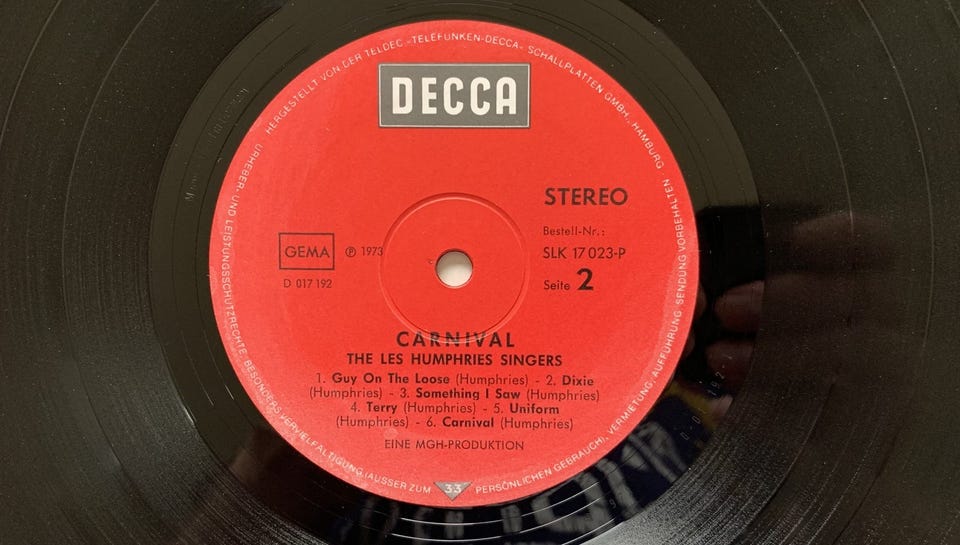 HERGESTELLT VON DER TELDEC »TELEFUNKEN-DECCA« SCHALLPLATTEN GMBH., HAMBURG
DECCA
STEREO
Bestell-Nr.:
GEMA ℗ 1973 SLK 17 023-P
D 017 192 Seite 2
CARNIVAL
THE LES HUMPHRIES SINGERS
1. Guy On The Loose (Humphries) - 2. Dixie
(Humphries) - 3. Something I Saw (Humphries)
4. Terry (Humphries) - 5. Uniform
(Humphries) - 6. Carnival (Humphries)
EINE MGH-PRODUKTION
33
URHEBER- UND LEISTUNGSSCHUTZRECHTE, BESONDERS VERVIELFÄLTIGUNG (AUSSER ZUM PERSÖNLICHEN GEBRAUCH), VERMIETUNG, AUFFÜHRUNG, SENDUNG VORBEHALTEN